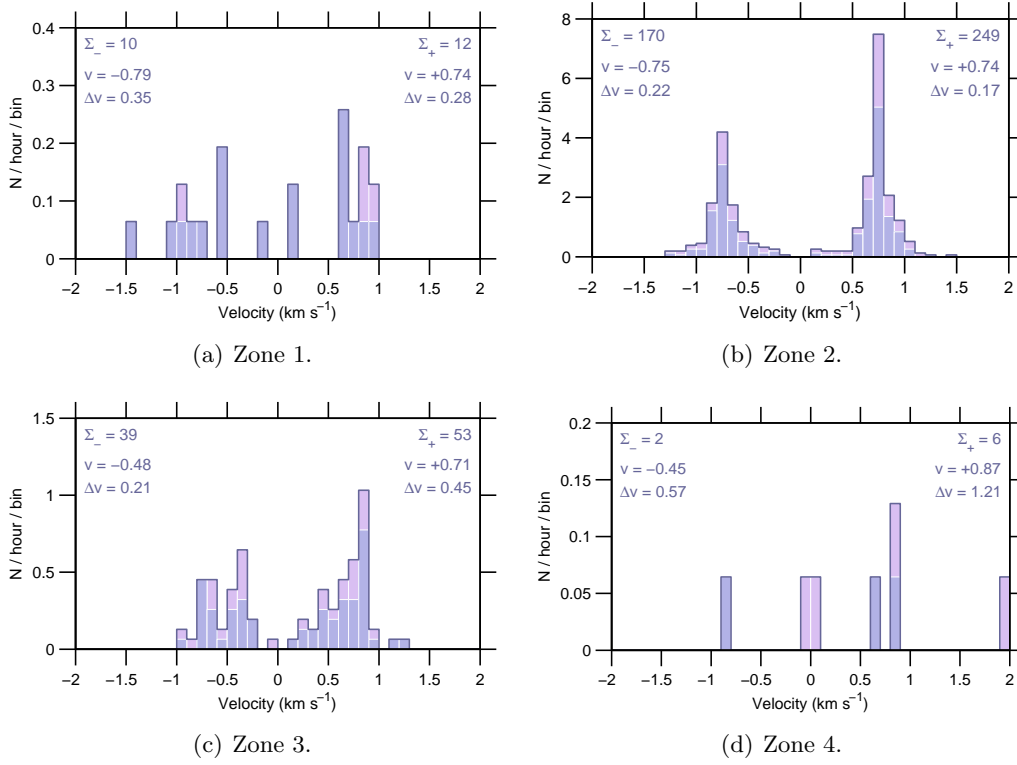 0.4
0.3
0.2
0.1
0
N / hour / bin
Σ₋ = 10
v = −0.79
Δv = 0.35
Σ₊ = 12
v = +0.74
Δv = 0.28
−2 −1.5 −1 −0.5 0 0.5 1 1.5 2
Velocity (km s⁻¹)
(a) Zone 1.
8
6
4
2
0
N / hour / bin
Σ₋ = 170
v = −0.75
Δv = 0.22
Σ₊ = 249
v = +0.74
Δv = 0.17
−2 −1.5 −1 −0.5 0 0.5 1 1.5 2
Velocity (km s⁻¹)
(b) Zone 2.
1.5
1
0.5
0
N / hour / bin
Σ₋ = 39
v = −0.48
Δv = 0.21
Σ₊ = 53
v = +0.71
Δv = 0.45
−2 −1.5 −1 −0.5 0 0.5 1 1.5 2
Velocity (km s⁻¹)
(c) Zone 3.
0.2
0.15
0.1
0.05
0
N / hour / bin
Σ₋ = 2
v = −0.45
Δv = 0.57
Σ₊ = 6
v = +0.87
Δv = 1.21
−2 −1.5 −1 −0.5 0 0.5 1 1.5 2
Velocity (km s⁻¹)
(d) Zone 4.